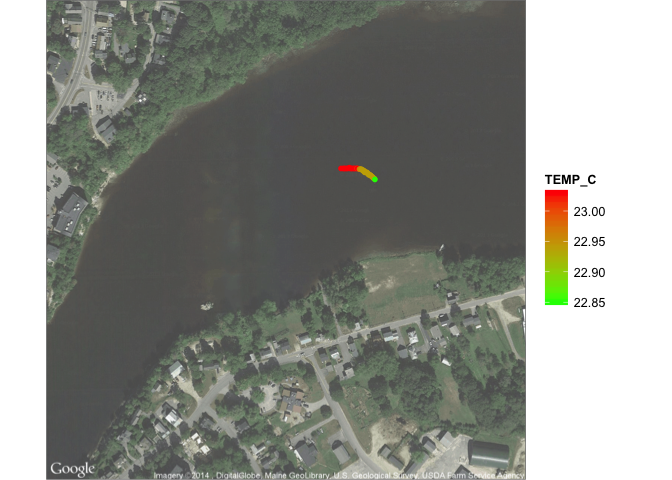 TEMP_C
23.00
22.95
22.90
22.85
Google
Imagery ©2014 , DigitalGlobe, Maine GeoLibrary, U.S. Geological Survey, USDA Farm Service Agency